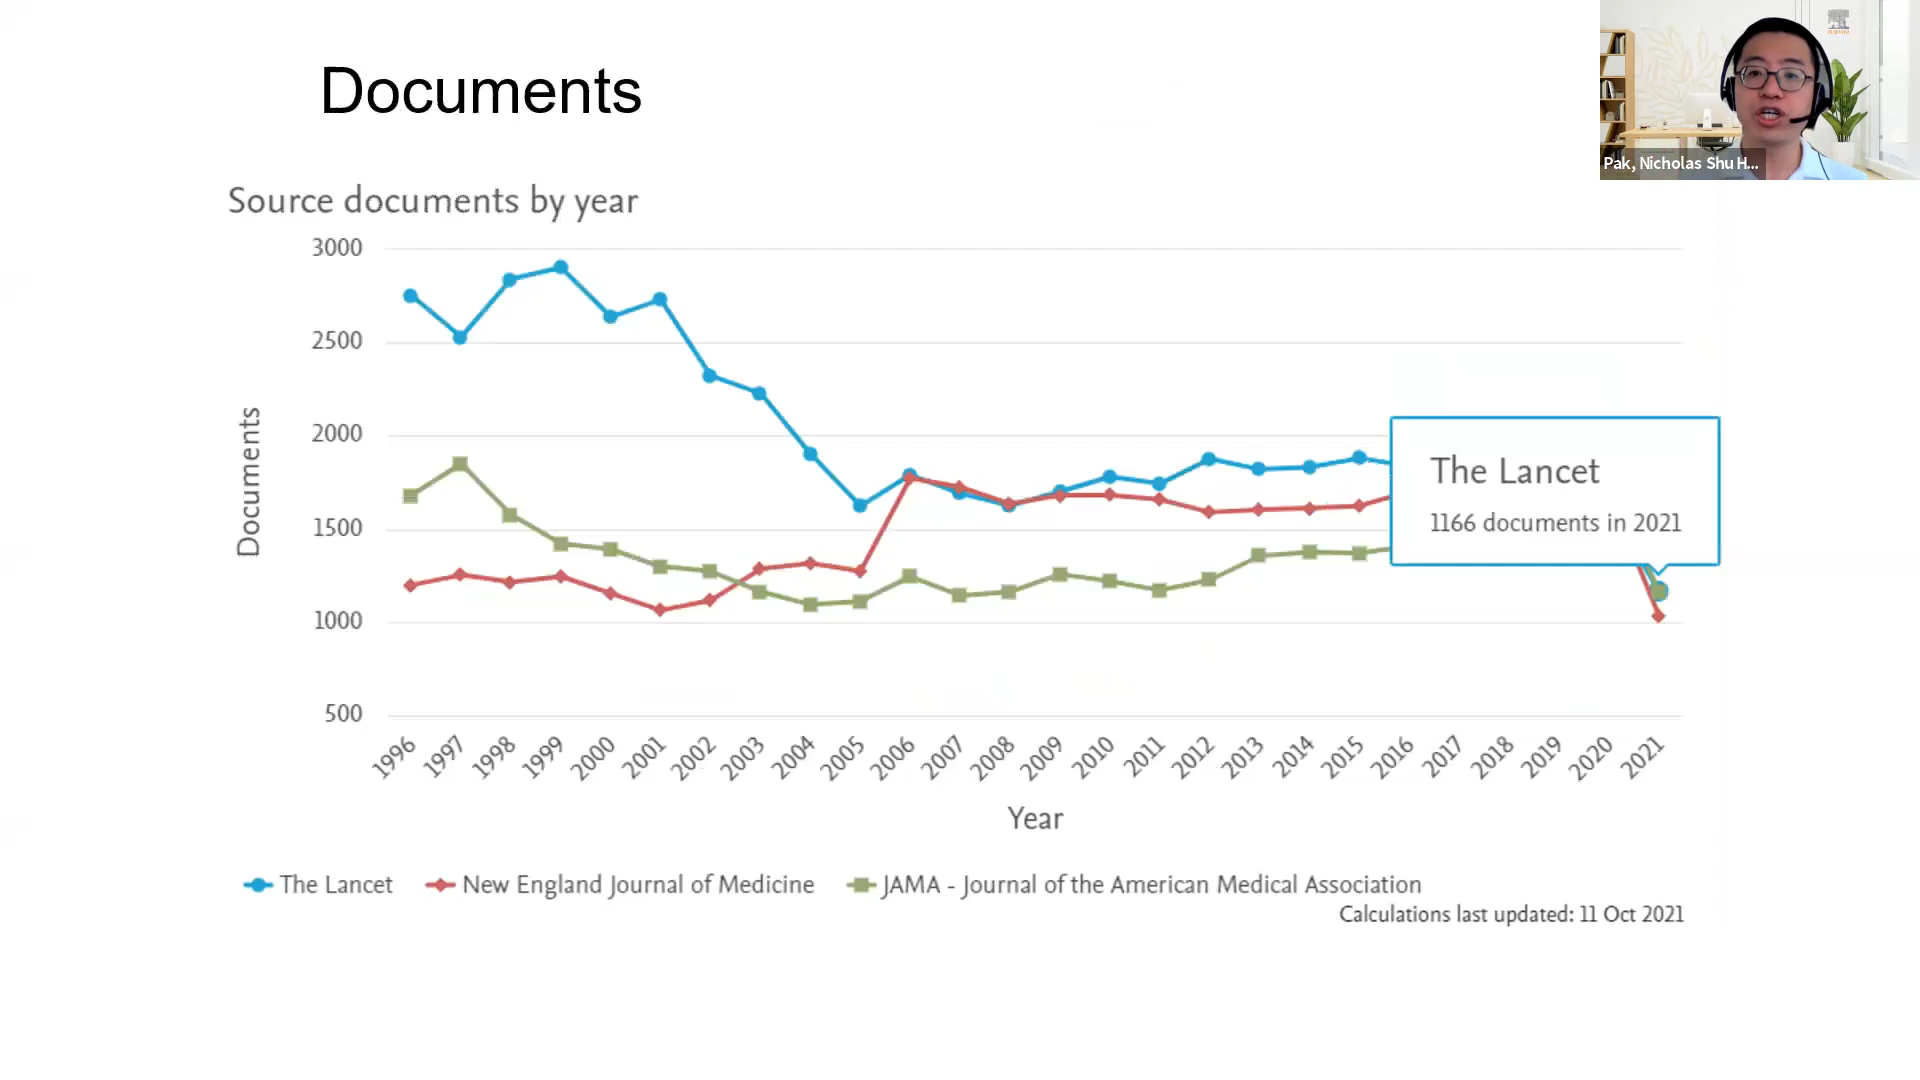 Documents
Pak, Nicholas Shu H...
Source documents by year
3000
2500
2000
1500
1000
500
Documents
The Lancet
1166 documents in 2021
1996
1997
1998
1999
2000
2001
2002
2003
2004
2005
2006
2007
2008
2009
2010
2011
2012
2013
2014
2015
2016
2017
2018
2019
2020
2021
Year
The Lancet
New England Journal of Medicine
JAMA - Journal of the American Medical Association
Calculations last updated: 11 Oct 2021